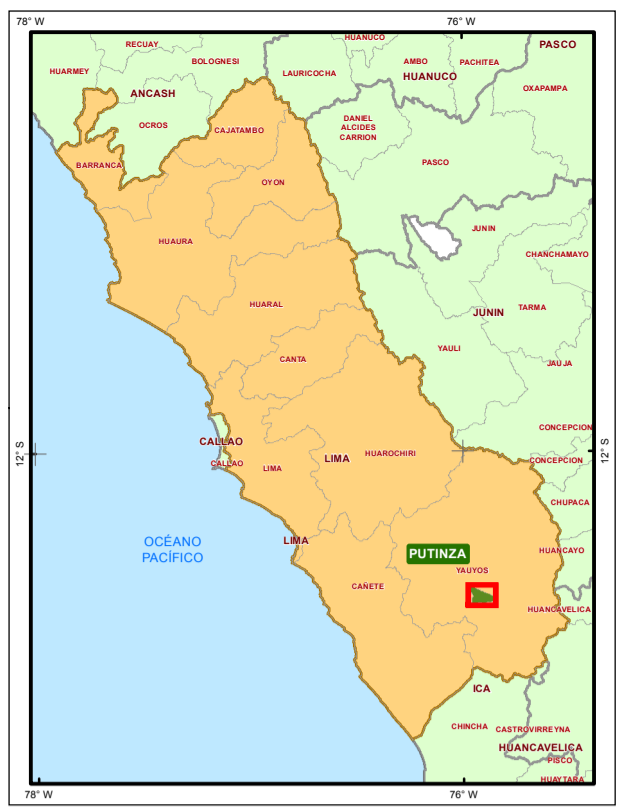 78° W
76° W
RECUAY
HUANUCO
PASCO
BOLOGNESI
AMBO
PACHITEA
HUARMEY
LAURICOCHA
HUANUCO
OXAPAMPA
ANCASH
OCROS
CAJATAMBO
DANIEL
ALCIDES
CARRION
BARRANCA
PASCO
OYON
JUNIN
HUAURA
CHANCHAMAYO
HUARAL
JUNIN
TARMA
YAULI
CANTA
JAUJA
CONCEPCION
CALLAO
12° S
12° S
CALLAO
LIMA
LIMA
HUAROCHIRI
CONCEPCION
CHUPACA
OCÉANO
PACÍFICO
LIMA
PUTINZA
HUANCAYO
YAUYOS
CAÑETE
HUANCAVELICA
ICA
CHINCHA
CASTROVIRREYNA
HUANCAVELICA
PISCO
HUAYTARA
78° W
76° W